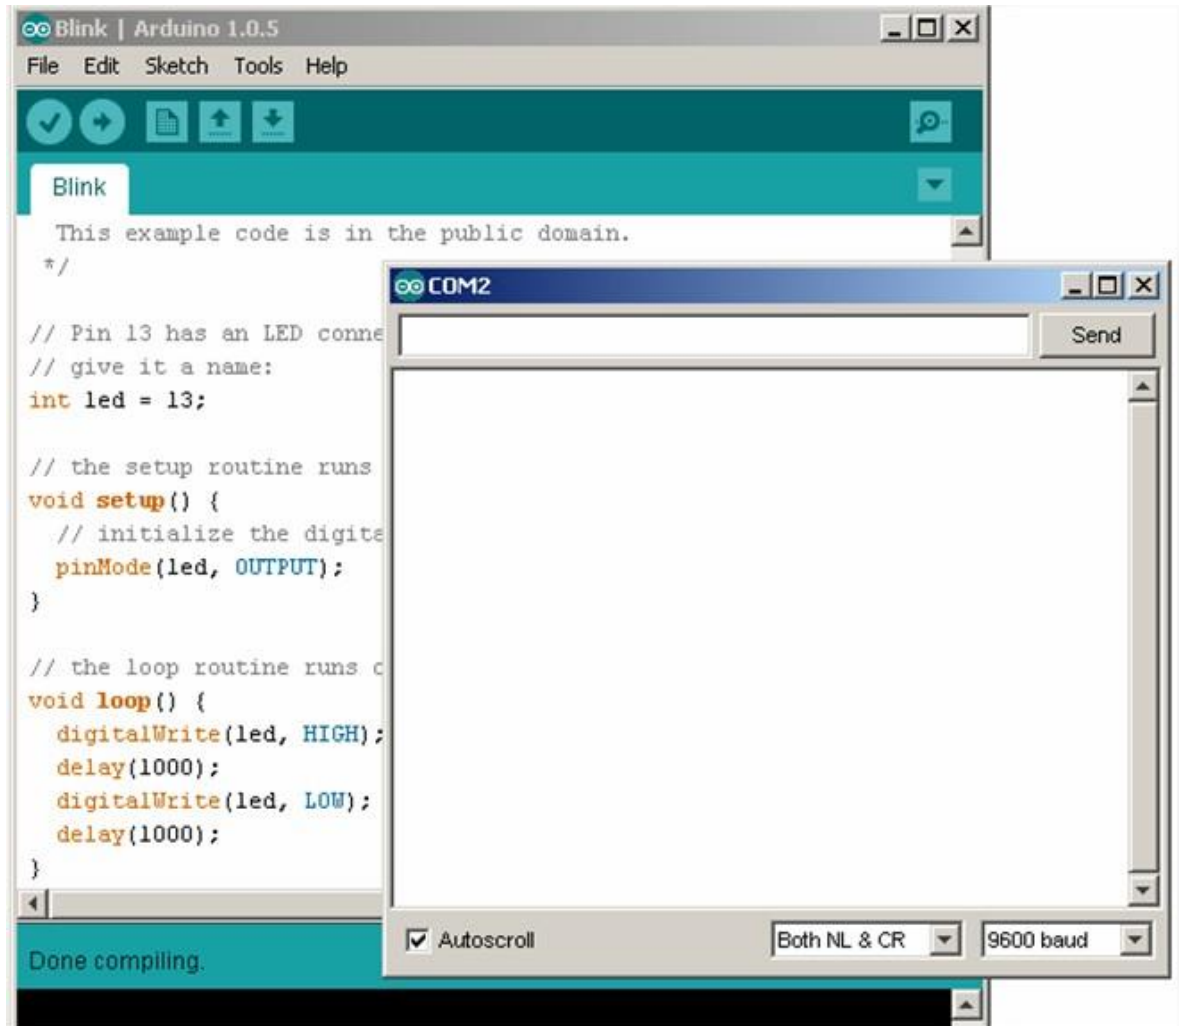 Blink | Arduino 1.0.5
File Edit Sketch Tools Help
Blink
This example code is in the public domain.
*/
// Pin 13 has an LED conne
// give it a name:
int led = 13;
// the setup routine runs
void setup() {
// initialize the digita
pinMode(led, OUTPUT);
}
// the loop routine runs o
void loop() {
digitalWrite(led, HIGH);
delay(1000);
digitalWrite(led, LOW);
delay(1000);
}
Done compiling.
COM2
Send
Autoscroll
Both NL & CR
9600 baud